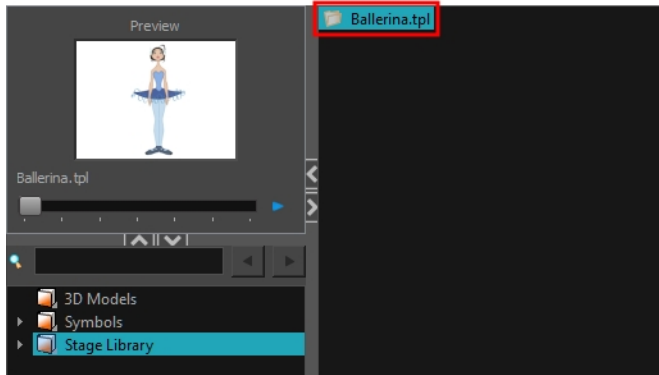 Preview
Ballerina.tpl
Ballerina.tpl
3D Models
Symbols
Stage Library